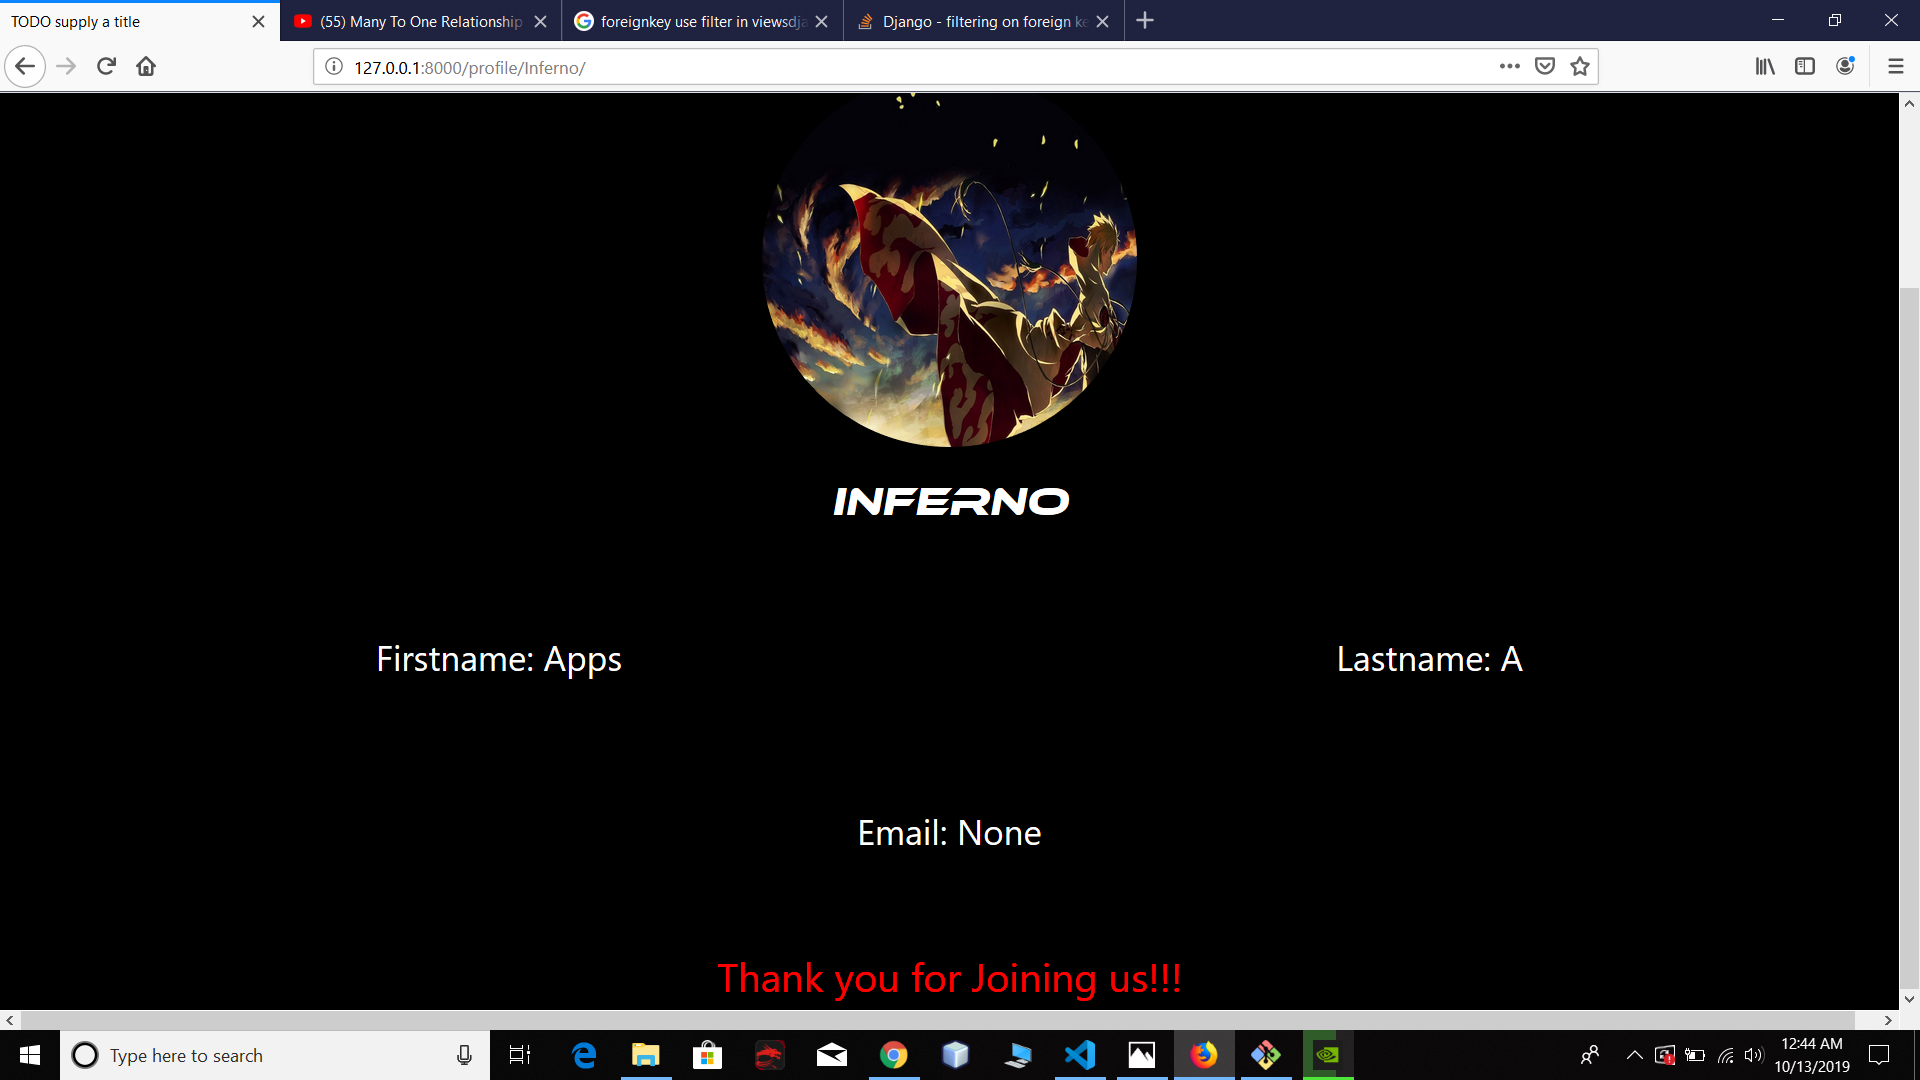 TODO supply a title
(55) Many To One Relationship
foreignkey use filter in viewsdja
Django - filtering on foreign ke
127.0.0.1:8000/profile/Inferno/
INFERNO
Firstname: Apps
Lastname: A
Email: None
Thank you for Joining us!!!
Type here to search
12:44 AM
10/13/2019